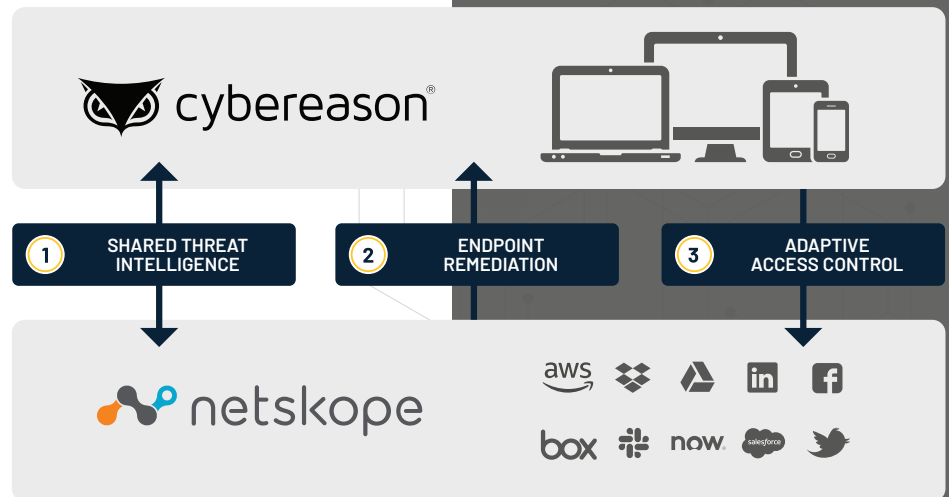 cybereason®
1
SHARED THREAT
INTELLIGENCE
2
ENDPOINT
REMEDIATION
3
ADAPTIVE
ACCESS CONTROL
netskope
aws
in
f
box
now.
salesforce